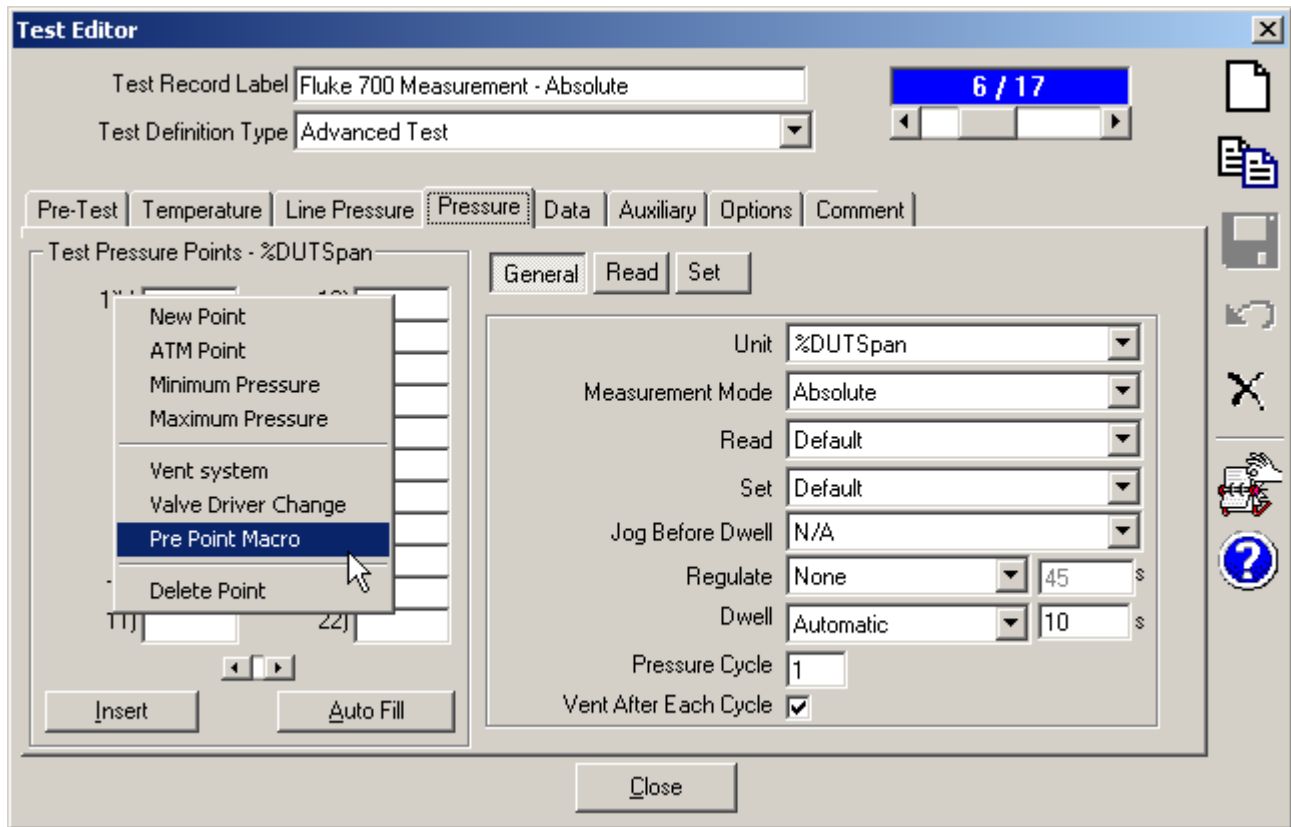 Test Editor
Test Record Label Fluke 700 Measurement - Absolute
6 / 17
Test Definition Type Advanced Test
Pre-Test Temperature Line Pressure Pressure Data Auxiliary Options Comment
Test Pressure Points - %DUTSpan
New Point
ATM Point
Minimum Pressure
Maximum Pressure
Vent system
Valve Driver Change
Pre Point Macro
Delete Point
11) 22)
Insert Auto Fill
General Read Set
Unit %DUTSpan
Measurement Mode Absolute
Read Default
Set Default
Jog Before Dwell N/A
Regulate None 45 s
Dwell Automatic 10 s
Pressure Cycle 1
Vent After Each Cycle
Close